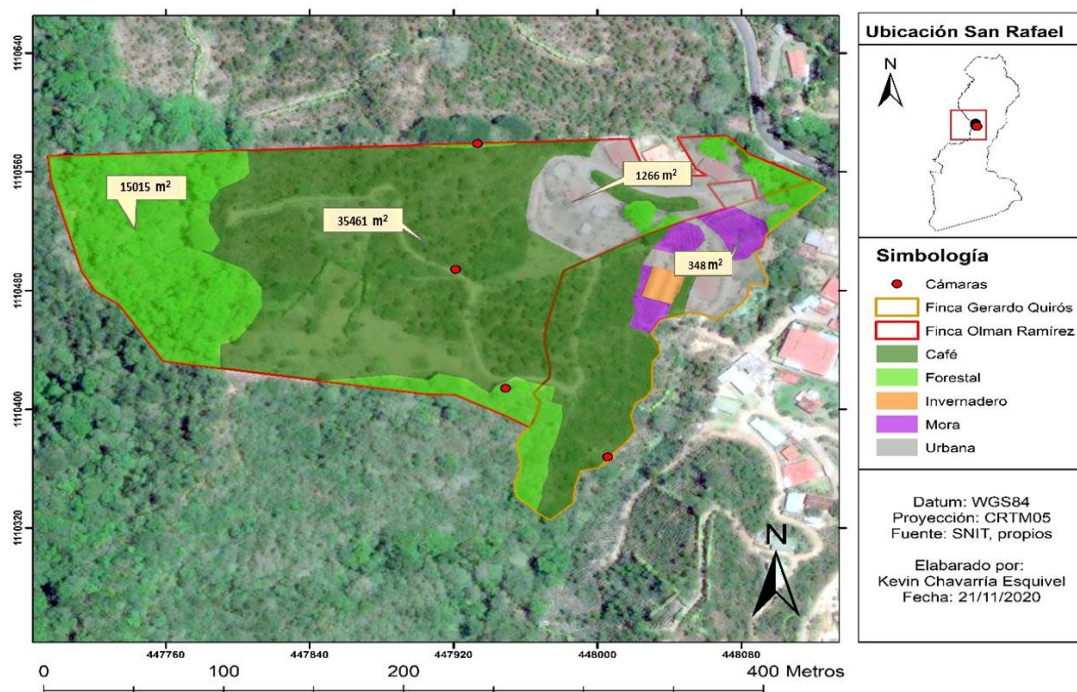 1110640
1110560
1110480
1110400
1110320
15015 m²
35461 m²
1266 m²
348 m²
N
447760 447840 447920 448000 448080
0 100 200 400 Metros
Ubicación San Rafael
N
Simbología
Cámaras
Finca Gerardo Quirós
Finca Olman Ramírez
Café
Forestal
Invernadero
Mora
Urbana
Datum: WGS84
Proyección: CRTM05
Fuente: SNIT, propios
Elabarado por:
Kevin Chavarría Esquivel
Fecha: 21/11/2020